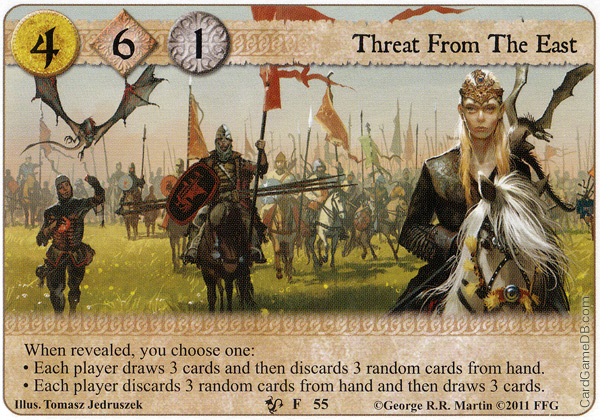 4 6 1 Threat From The East
When revealed, you choose one:
• Each player draws 3 cards and then discards 3 random cards from hand.
• Each player discards 3 random cards from hand and then draws 3 cards.
Illus. Tomasz Jedruszek F 55 ©George R.R. Martin ©2011 FFG
CardGameDB.com